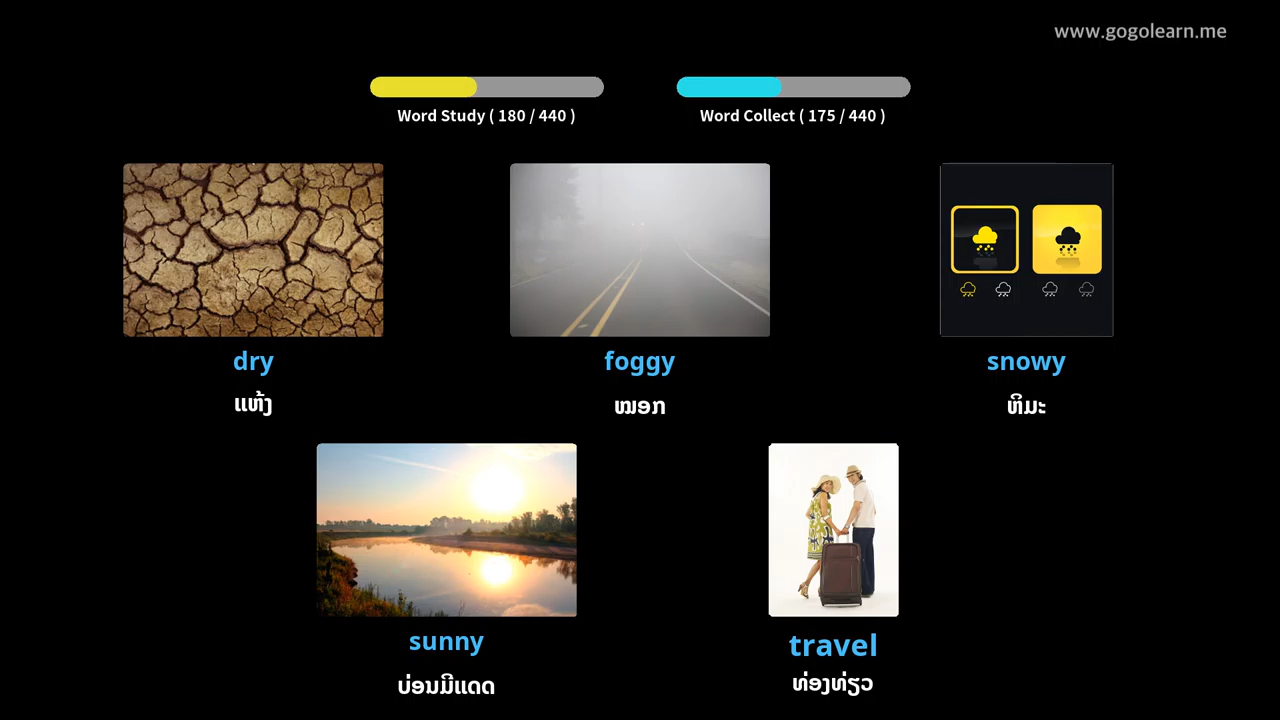 www.gogolearn.me
Word Study ( 180 / 440 )
Word Collect ( 175 / 440 )
dry
ແຫ້ງ
foggy
ໝອກ
snowy
ຫິມະ
sunny
ບ່ອນມີແດດ
travel
ທ່ອງທ່ຽວ